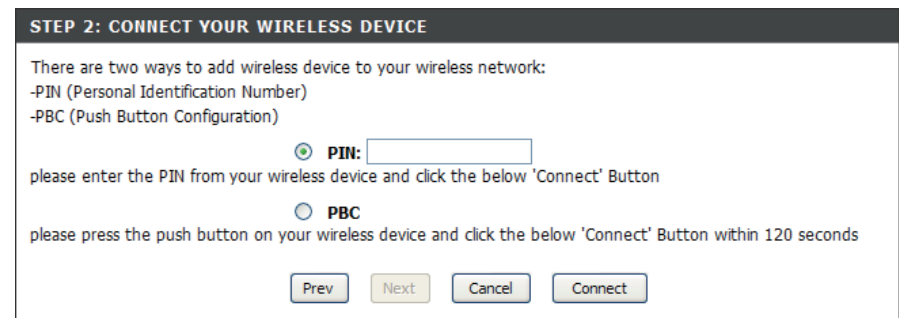 STEP 2: CONNECT YOUR WIRELESS DEVICE
There are two ways to add wireless device to your wireless network:
-PIN (Personal Identification Number)
-PBC (Push Button Configuration)
PIN:
please enter the PIN from your wireless device and click the below 'Connect' Button
PBC
please press the push button on your wireless device and click the below 'Connect' Button within 120 seconds
Prev Next Cancel Connect